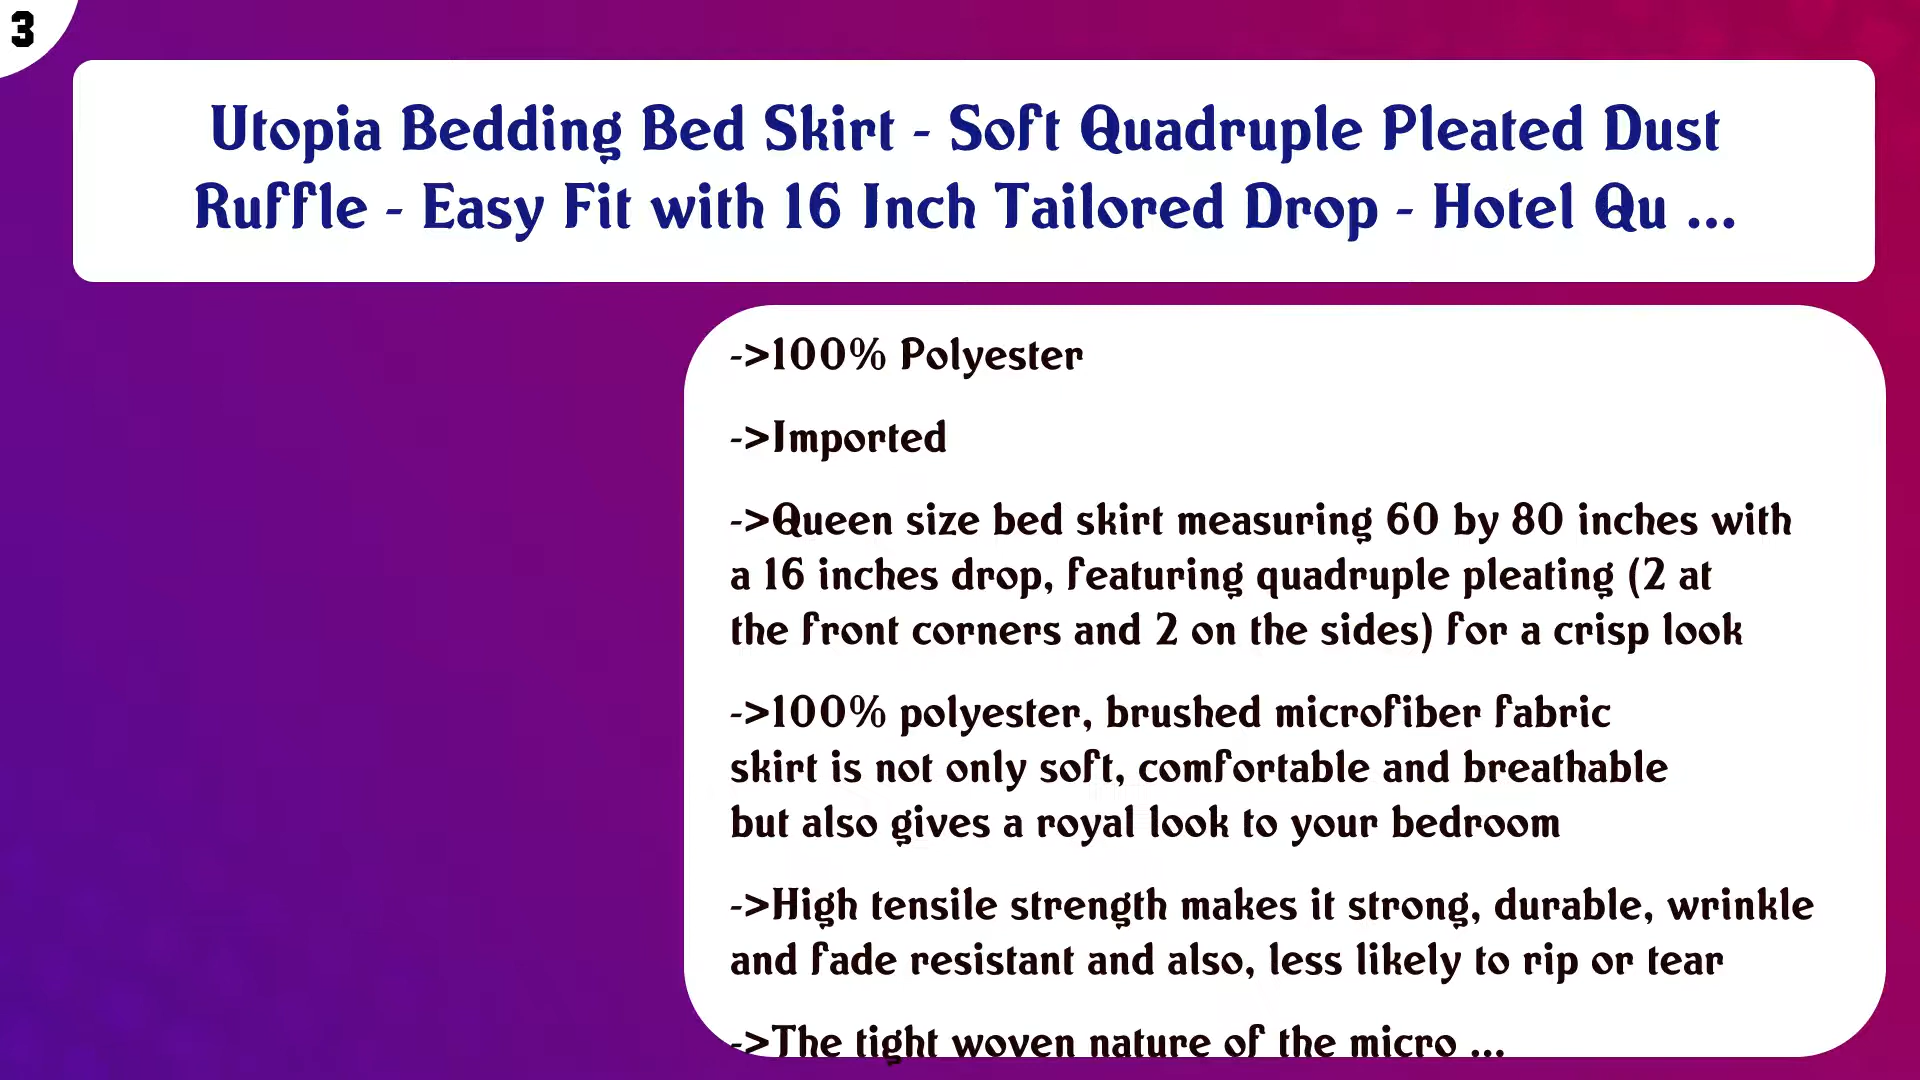 3
Utopia Bedding Bed Skirt - Soft Quadruple Pleated Dust
Ruffle - Easy Fit with 16 Inch Tailored Drop - Hotel Qu ...
->100% Polyester
->Imported
->Queen size bed skirt measuring 60 by 80 inches with
a 16 inches drop, featuring quadruple pleating (2 at
the front corners and 2 on the sides) for a crisp look
->100% polyester, brushed microfiber fabric
skirt is not only soft, comfortable and breathable
but also gives a royal look to your bedroom
->High tensile strength makes it strong, durable, wrinkle
and fade resistant and also, less likely to rip or tear
->The tight woven nature of the micro ...